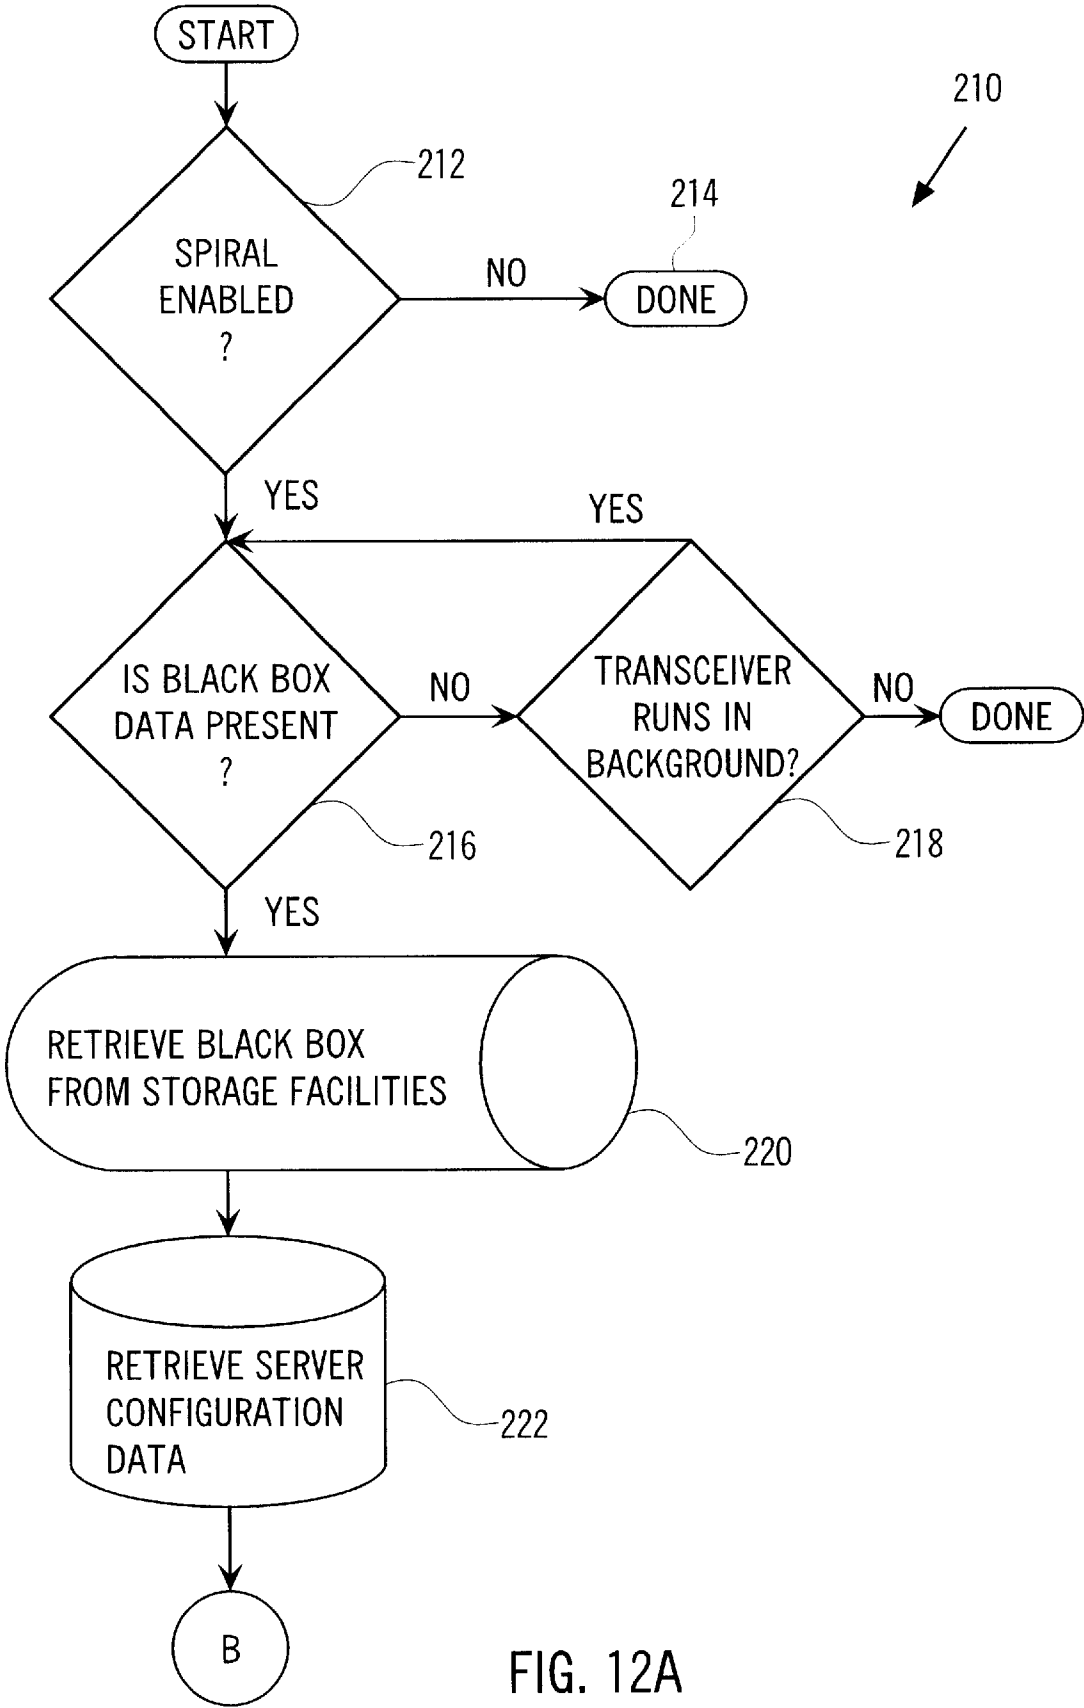 START
210
212
214
SPIRAL
ENABLED
?
NO
DONE
YES
YES
IS BLACK BOX
DATA PRESENT
?
NO
TRANSCEIVER
RUNS IN
BACKGROUND?
NO
DONE
216
218
YES
RETRIEVE BLACK BOX
FROM STORAGE FACILITIES
220
RETRIEVE SERVER
CONFIGURATION
DATA
222
B
FIG. 12A